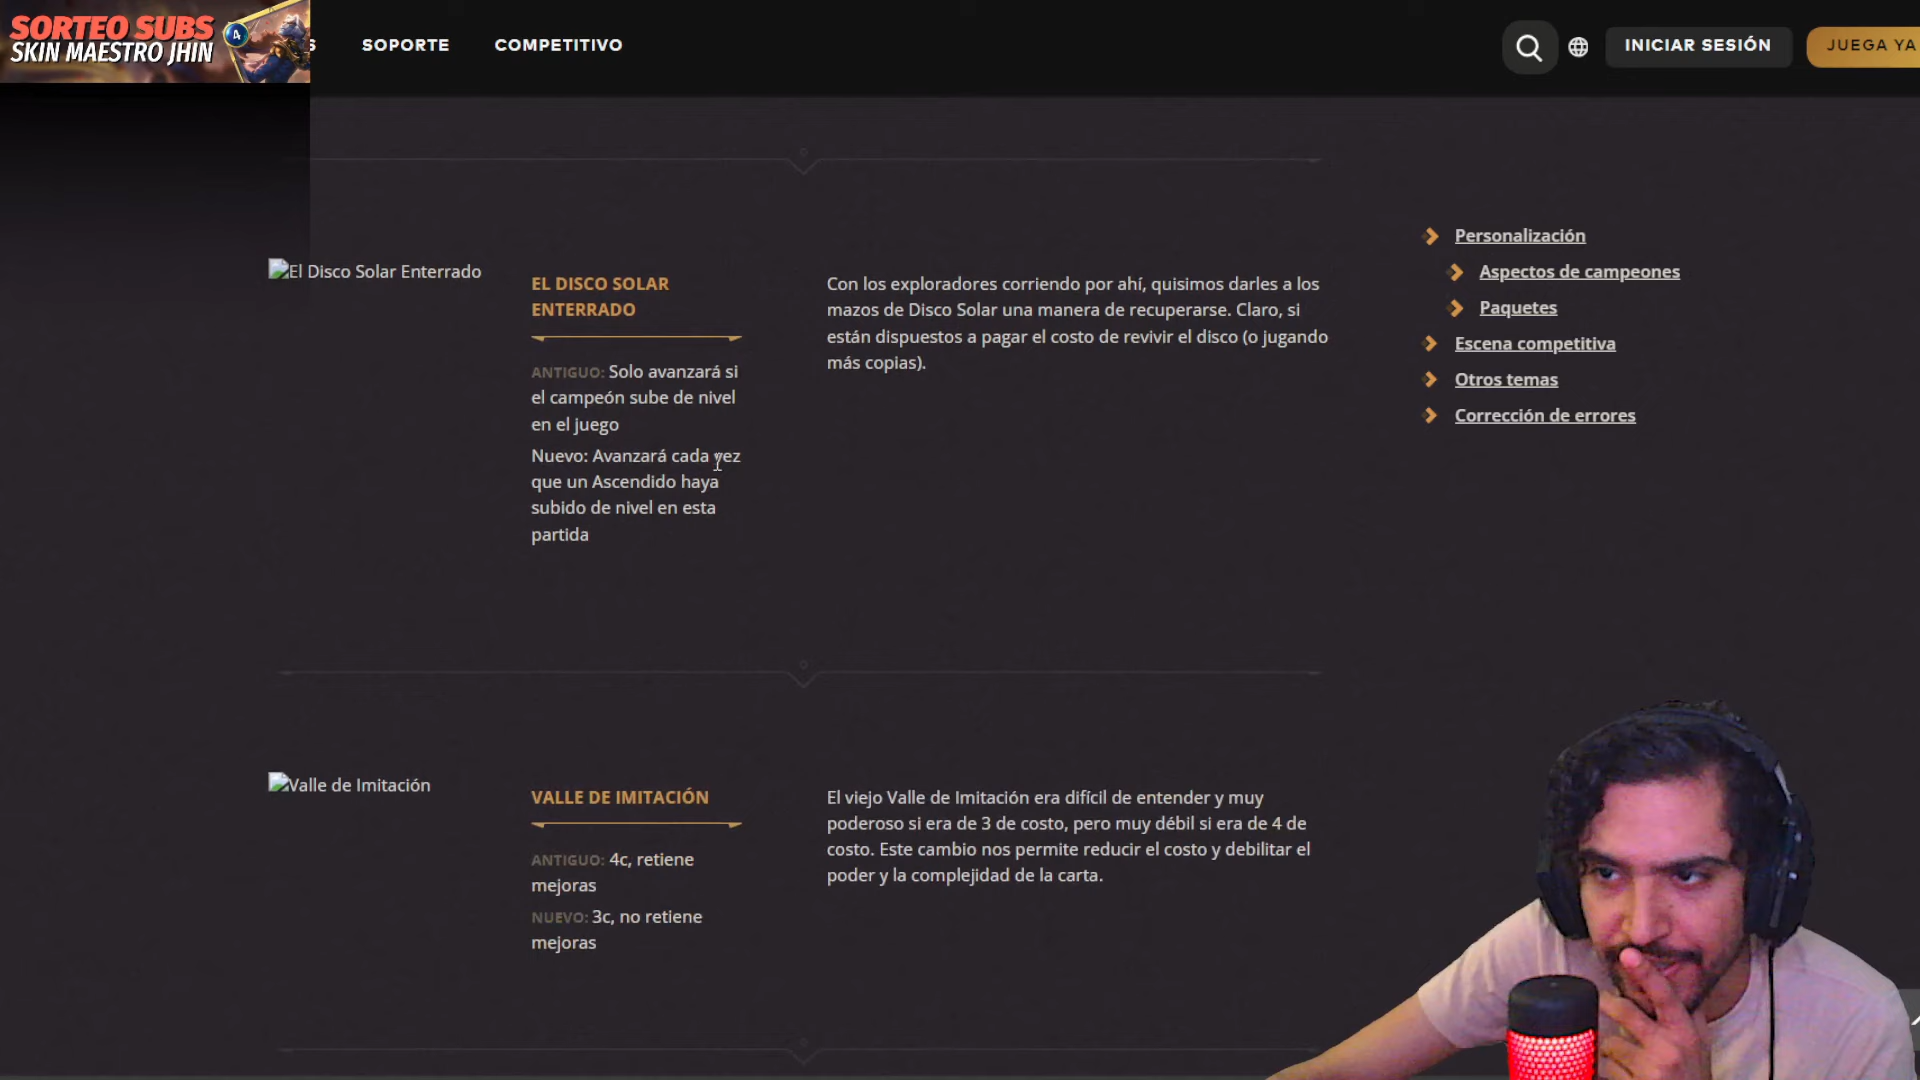 SORTEO SUBS
SKIN MAESTRO JHIN
4
S
SOPORTE
COMPETITIVO
INICIAR SESIÓN
JUEGA YA
El Disco Solar Enterrado
EL DISCO SOLAR
ENTERRADO
ANTIGUO: Solo avanzará si
el campeón sube de nivel
en el juego
Nuevo: Avanzará cada vez
que un Ascendido haya
subido de nivel en esta
partida
Con los exploradores corriendo por ahí, quisimos darles a los
mazos de Disco Solar una manera de recuperarse. Claro, si
están dispuestos a pagar el costo de revivir el disco (o jugando
más copias).
Personalización
Aspectos de campeones
Paquetes
Escena competitiva
Otros temas
Corrección de errores
Valle de Imitación
VALLE DE IMITACIÓN
ANTIGUO: 4c, retiene
mejoras
NUEVO: 3c, no retiene
mejoras
El viejo Valle de Imitación era difícil de entender y muy
poderoso si era de 3 de costo, pero muy débil si era de 4 de
costo. Este cambio nos permite reducir el costo y debilitar el
poder y la complejidad de la carta.